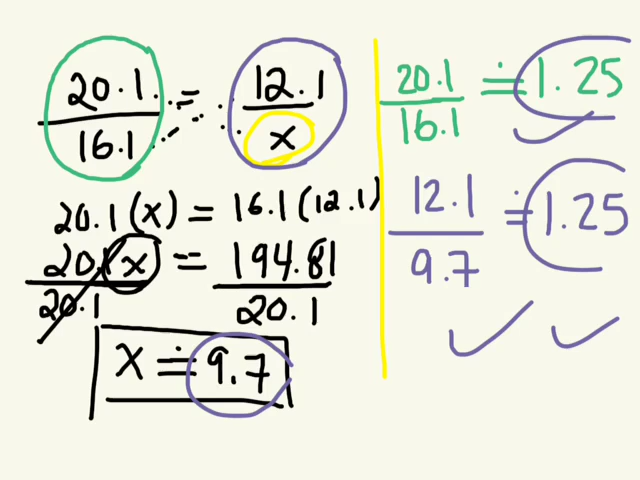 20.1/16.1 = 12.1/x
20.1(x) = 16.1(12.1)
20.1x/20.1 = 194.81/20.1
x ≐ 9.7
20.1/16.1 ≐ 1.25 ✓
12.1/9.7 ≐ 1.25
✓ ✓